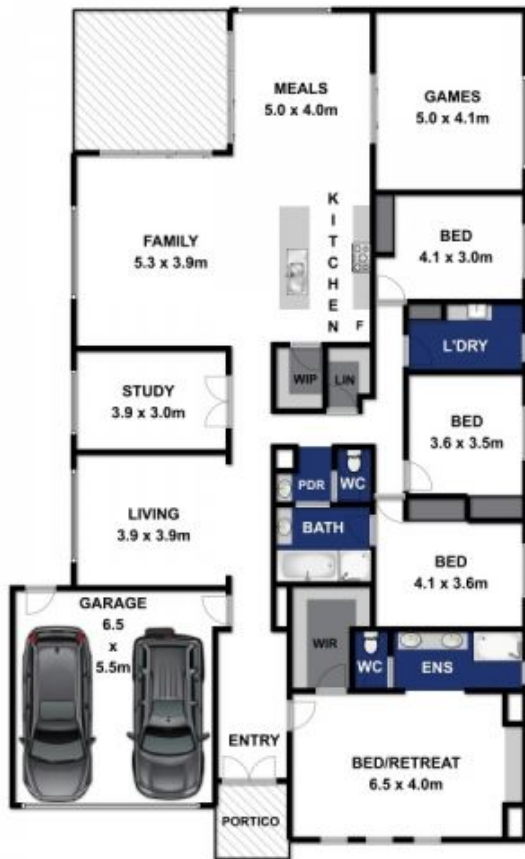 MEALS
5.0 x 4.0m
GAMES
5.0 x 4.1m
KITCHEN
FAMILY
5.3 x 3.9m
BED
4.1 x 3.0m
F
L'DRY
WIP
LIN
STUDY
3.9 x 3.0m
BED
3.6 x 3.5m
PDR
WC
LIVING
3.9 x 3.9m
BATH
BED
4.1 x 3.6m
GARAGE
6.5
x
5.5m
WIR
WC
ENS
ENTRY
BED/RETREAT
6.5 x 4.0m
PORTICO